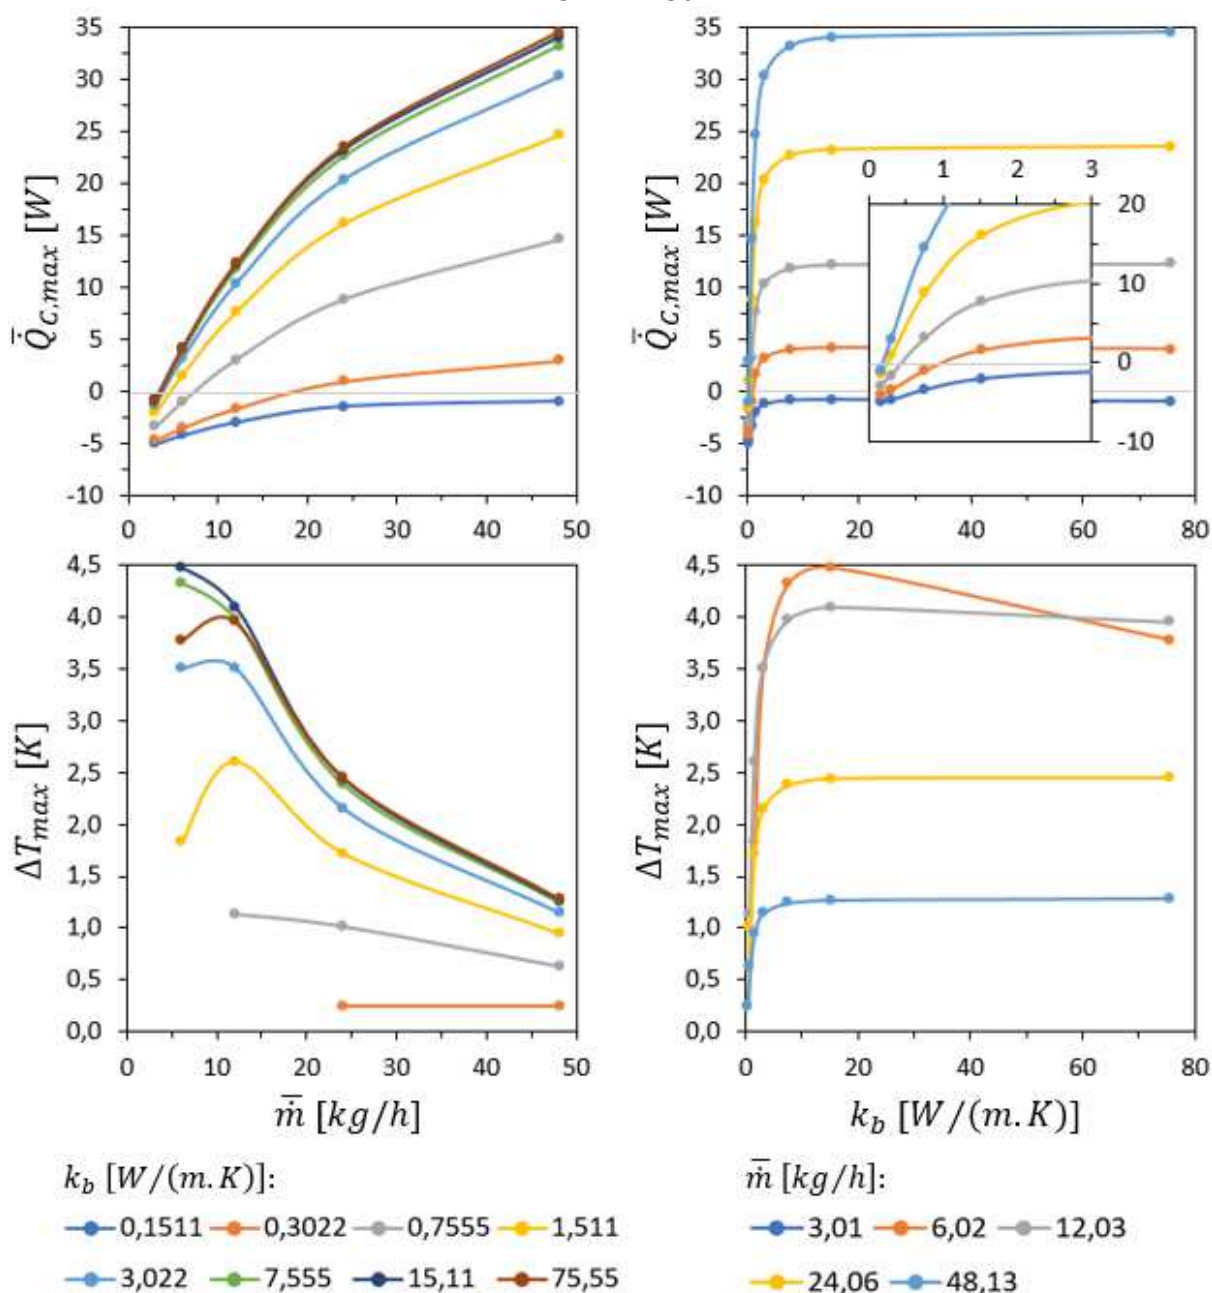 35
30
25
20
15
10
5
0
-5
-10
Q̇̄_{C,max} [W]
0 10 20 30 40 50
35
30
25
20
15
10
5
0
-5
-10
Q̇̄_{C,max} [W]
0 1 2 3
20
10
0
-10
0 20 40 60 80
4,5
4,0
3,5
3,0
2,5
2,0
1,5
1,0
0,5
0,0
ΔT_{max} [K]
0 10 20 30 40 50
ṁ̄ [kg/h]
4,5
4,0
3,5
3,0
2,5
2,0
1,5
1,0
0,5
0,0
ΔT_{max} [K]
0 20 40 60 80
k_b [W/(m.K)]
k_b [W/(m.K)]:
0,1511 0,3022 0,7555 1,511
3,022 7,555 15,11 75,55
ṁ̄ [kg/h]:
3,01 6,02 12,03
24,06 48,13